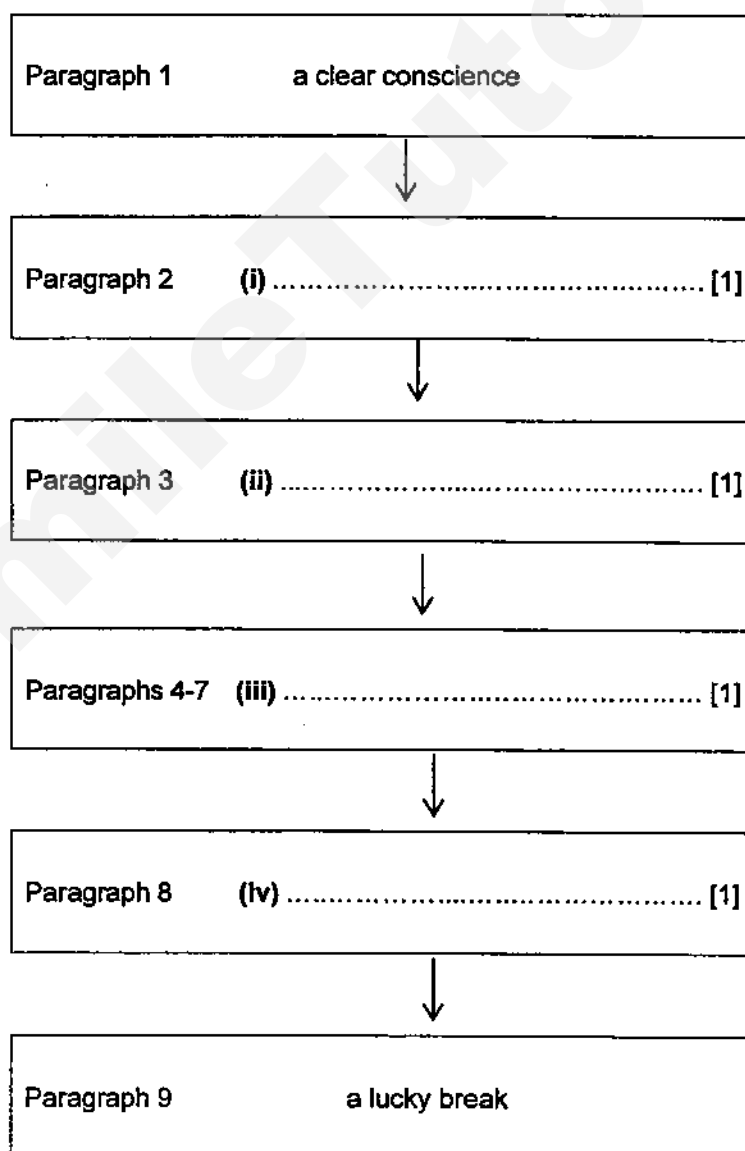 Paragraph 1 a clear conscience
Paragraph 2 (i) ................................................ [1]
Paragraph 3 (ii) ................................................ [1]
Paragraphs 4-7 (iii) ................................................ [1]
Paragraph 8 (iv) ................................................ [1]
Paragraph 9 a lucky break